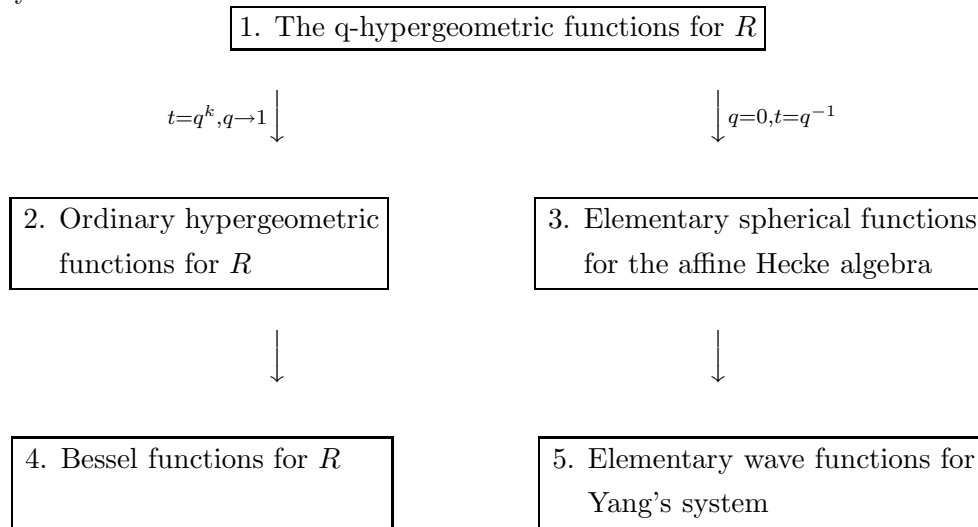 1. The q-hypergeometric functions for R
t=q^k,q→1
q=0,t=q^{-1}
2. Ordinary hypergeometric
functions for R
3. Elementary spherical functions
for the affine Hecke algebra
4. Bessel functions for R
5. Elementary wave functions for
Yang's system